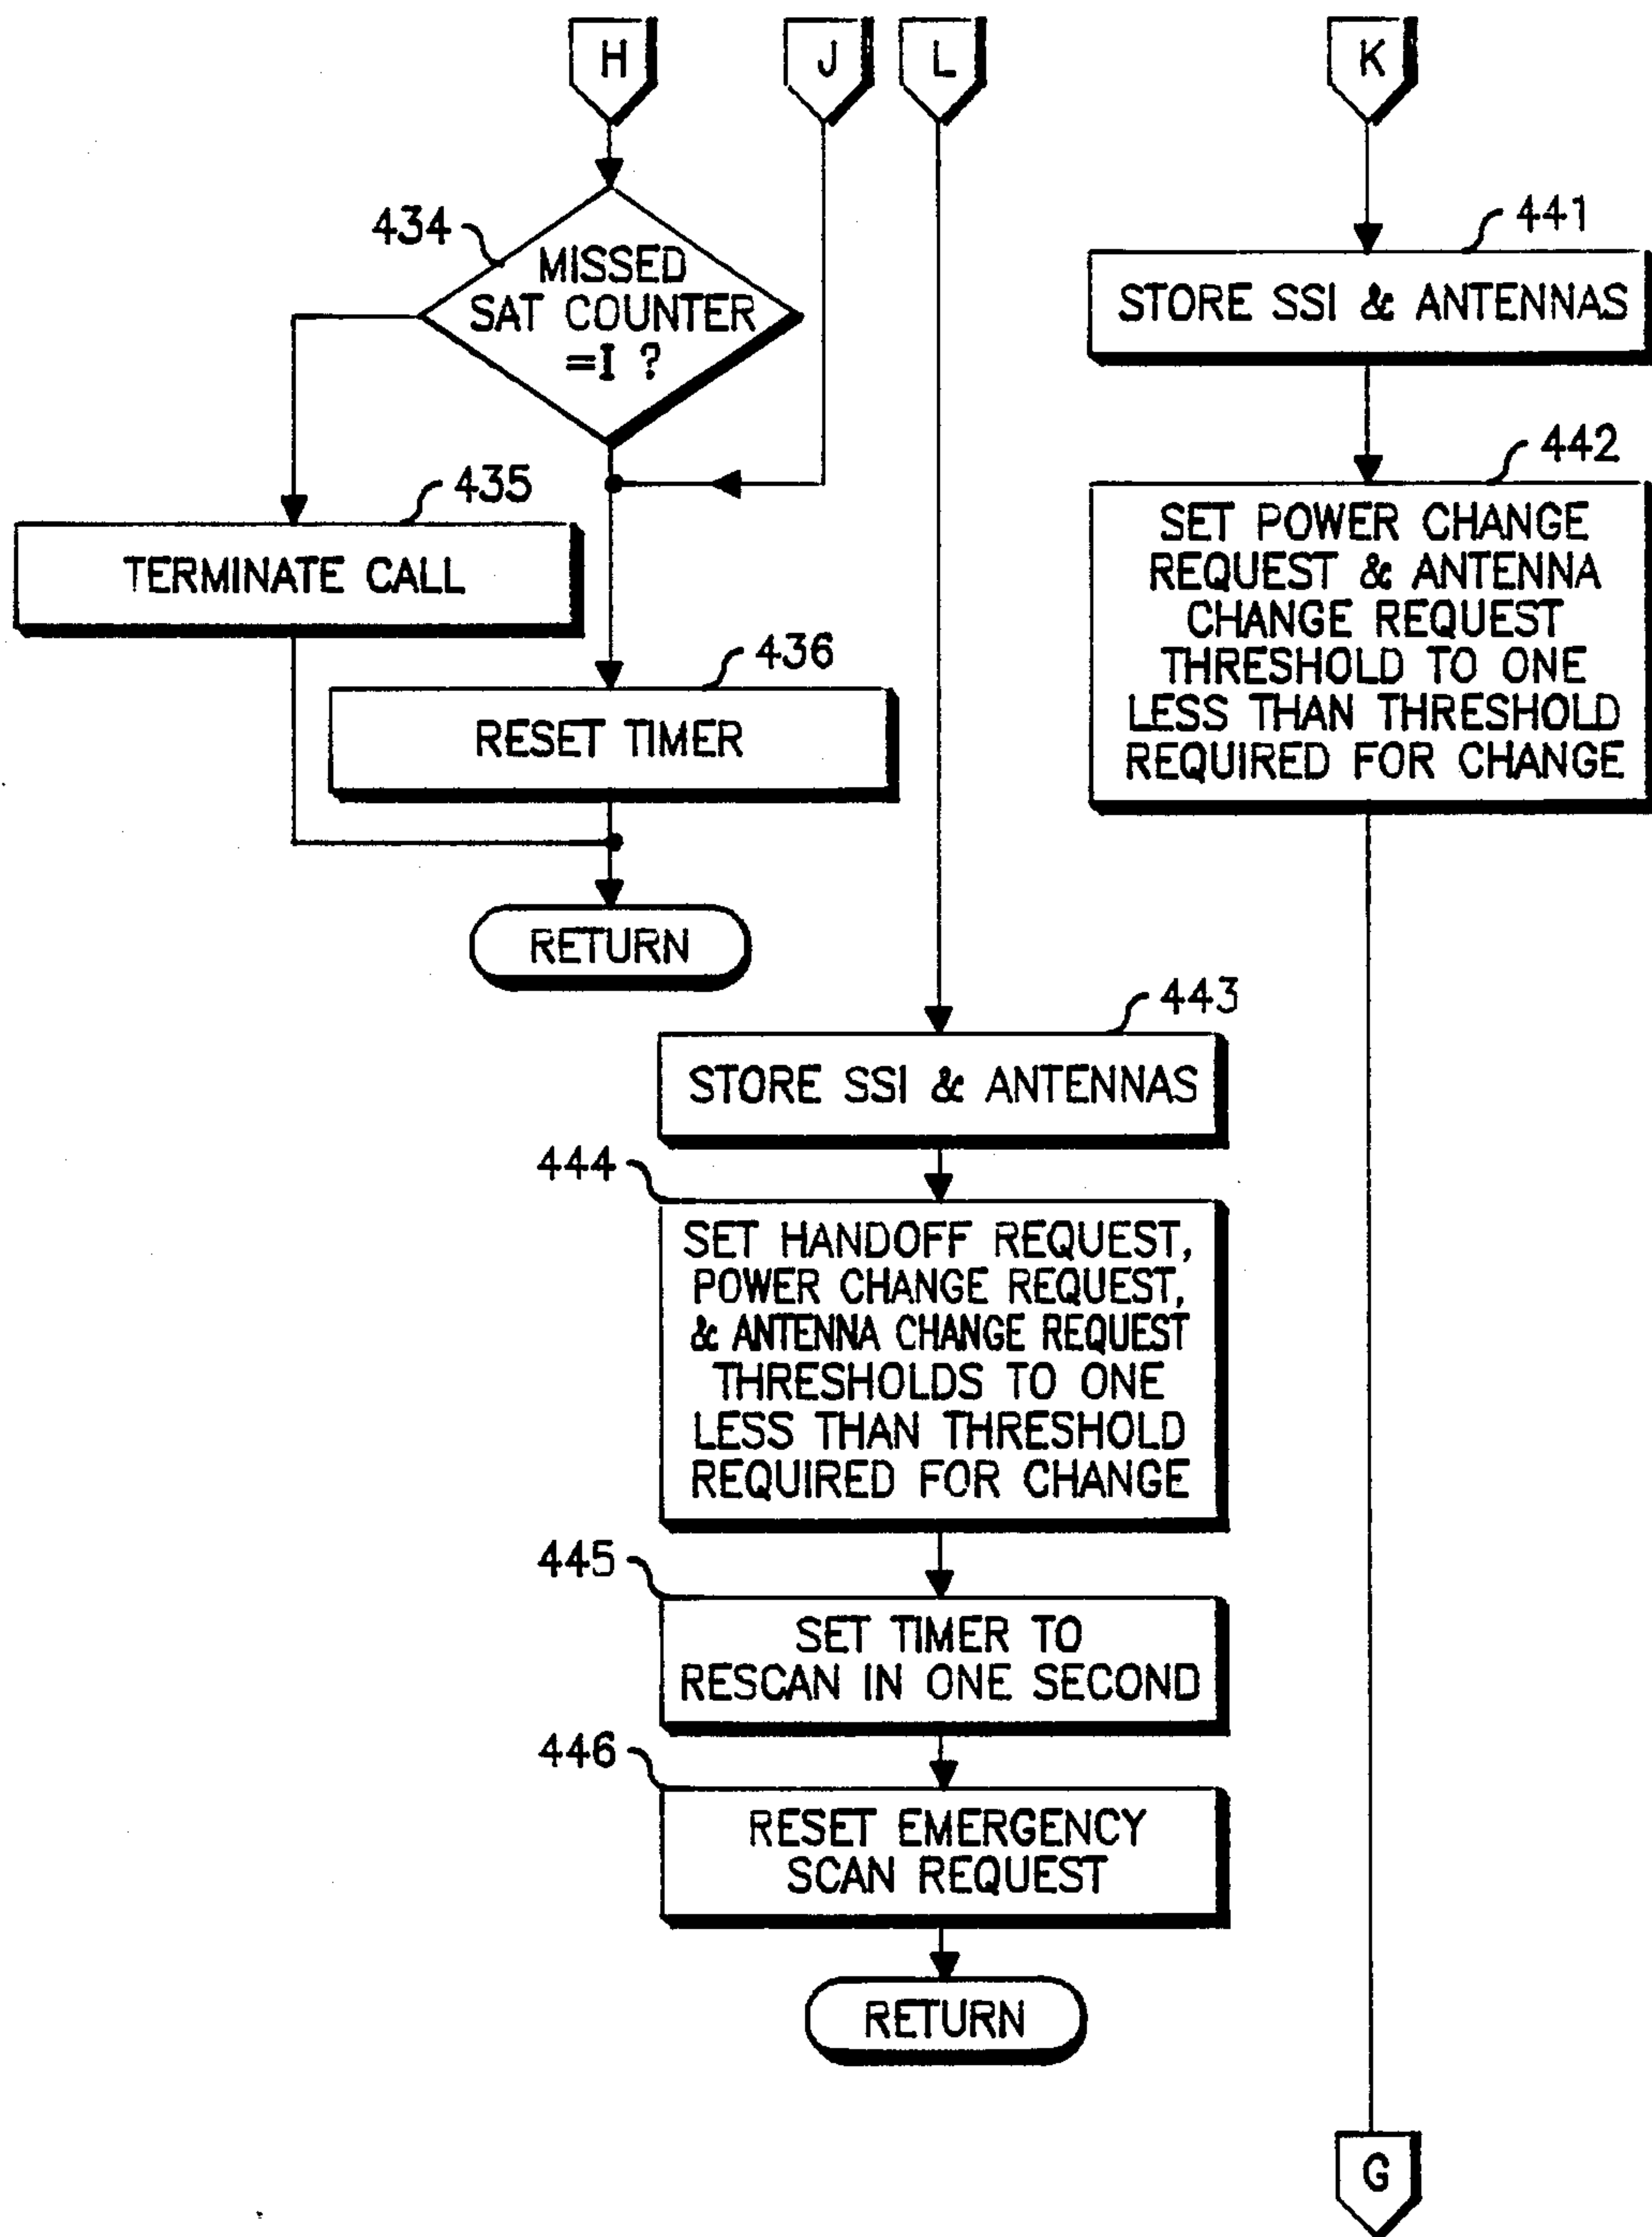 H
J
L
K
434
MISSED
SAT COUNTER
=I ?
435
TERMINATE CALL
436
RESET TIMER
RETURN
441
STORE SSI & ANTENNAS
442
SET POWER CHANGE
REQUEST & ANTENNA
CHANGE REQUEST
THRESHOLD TO ONE
LESS THAN THRESHOLD
REQUIRED FOR CHANGE
443
STORE SSI & ANTENNAS
444
SET HANDOFF REQUEST,
POWER CHANGE REQUEST,
& ANTENNA CHANGE REQUEST
THRESHOLDS TO ONE
LESS THAN THRESHOLD
REQUIRED FOR CHANGE
445
SET TIMER TO
RESCAN IN ONE SECOND
446
RESET EMERGENCY
SCAN REQUEST
RETURN
G